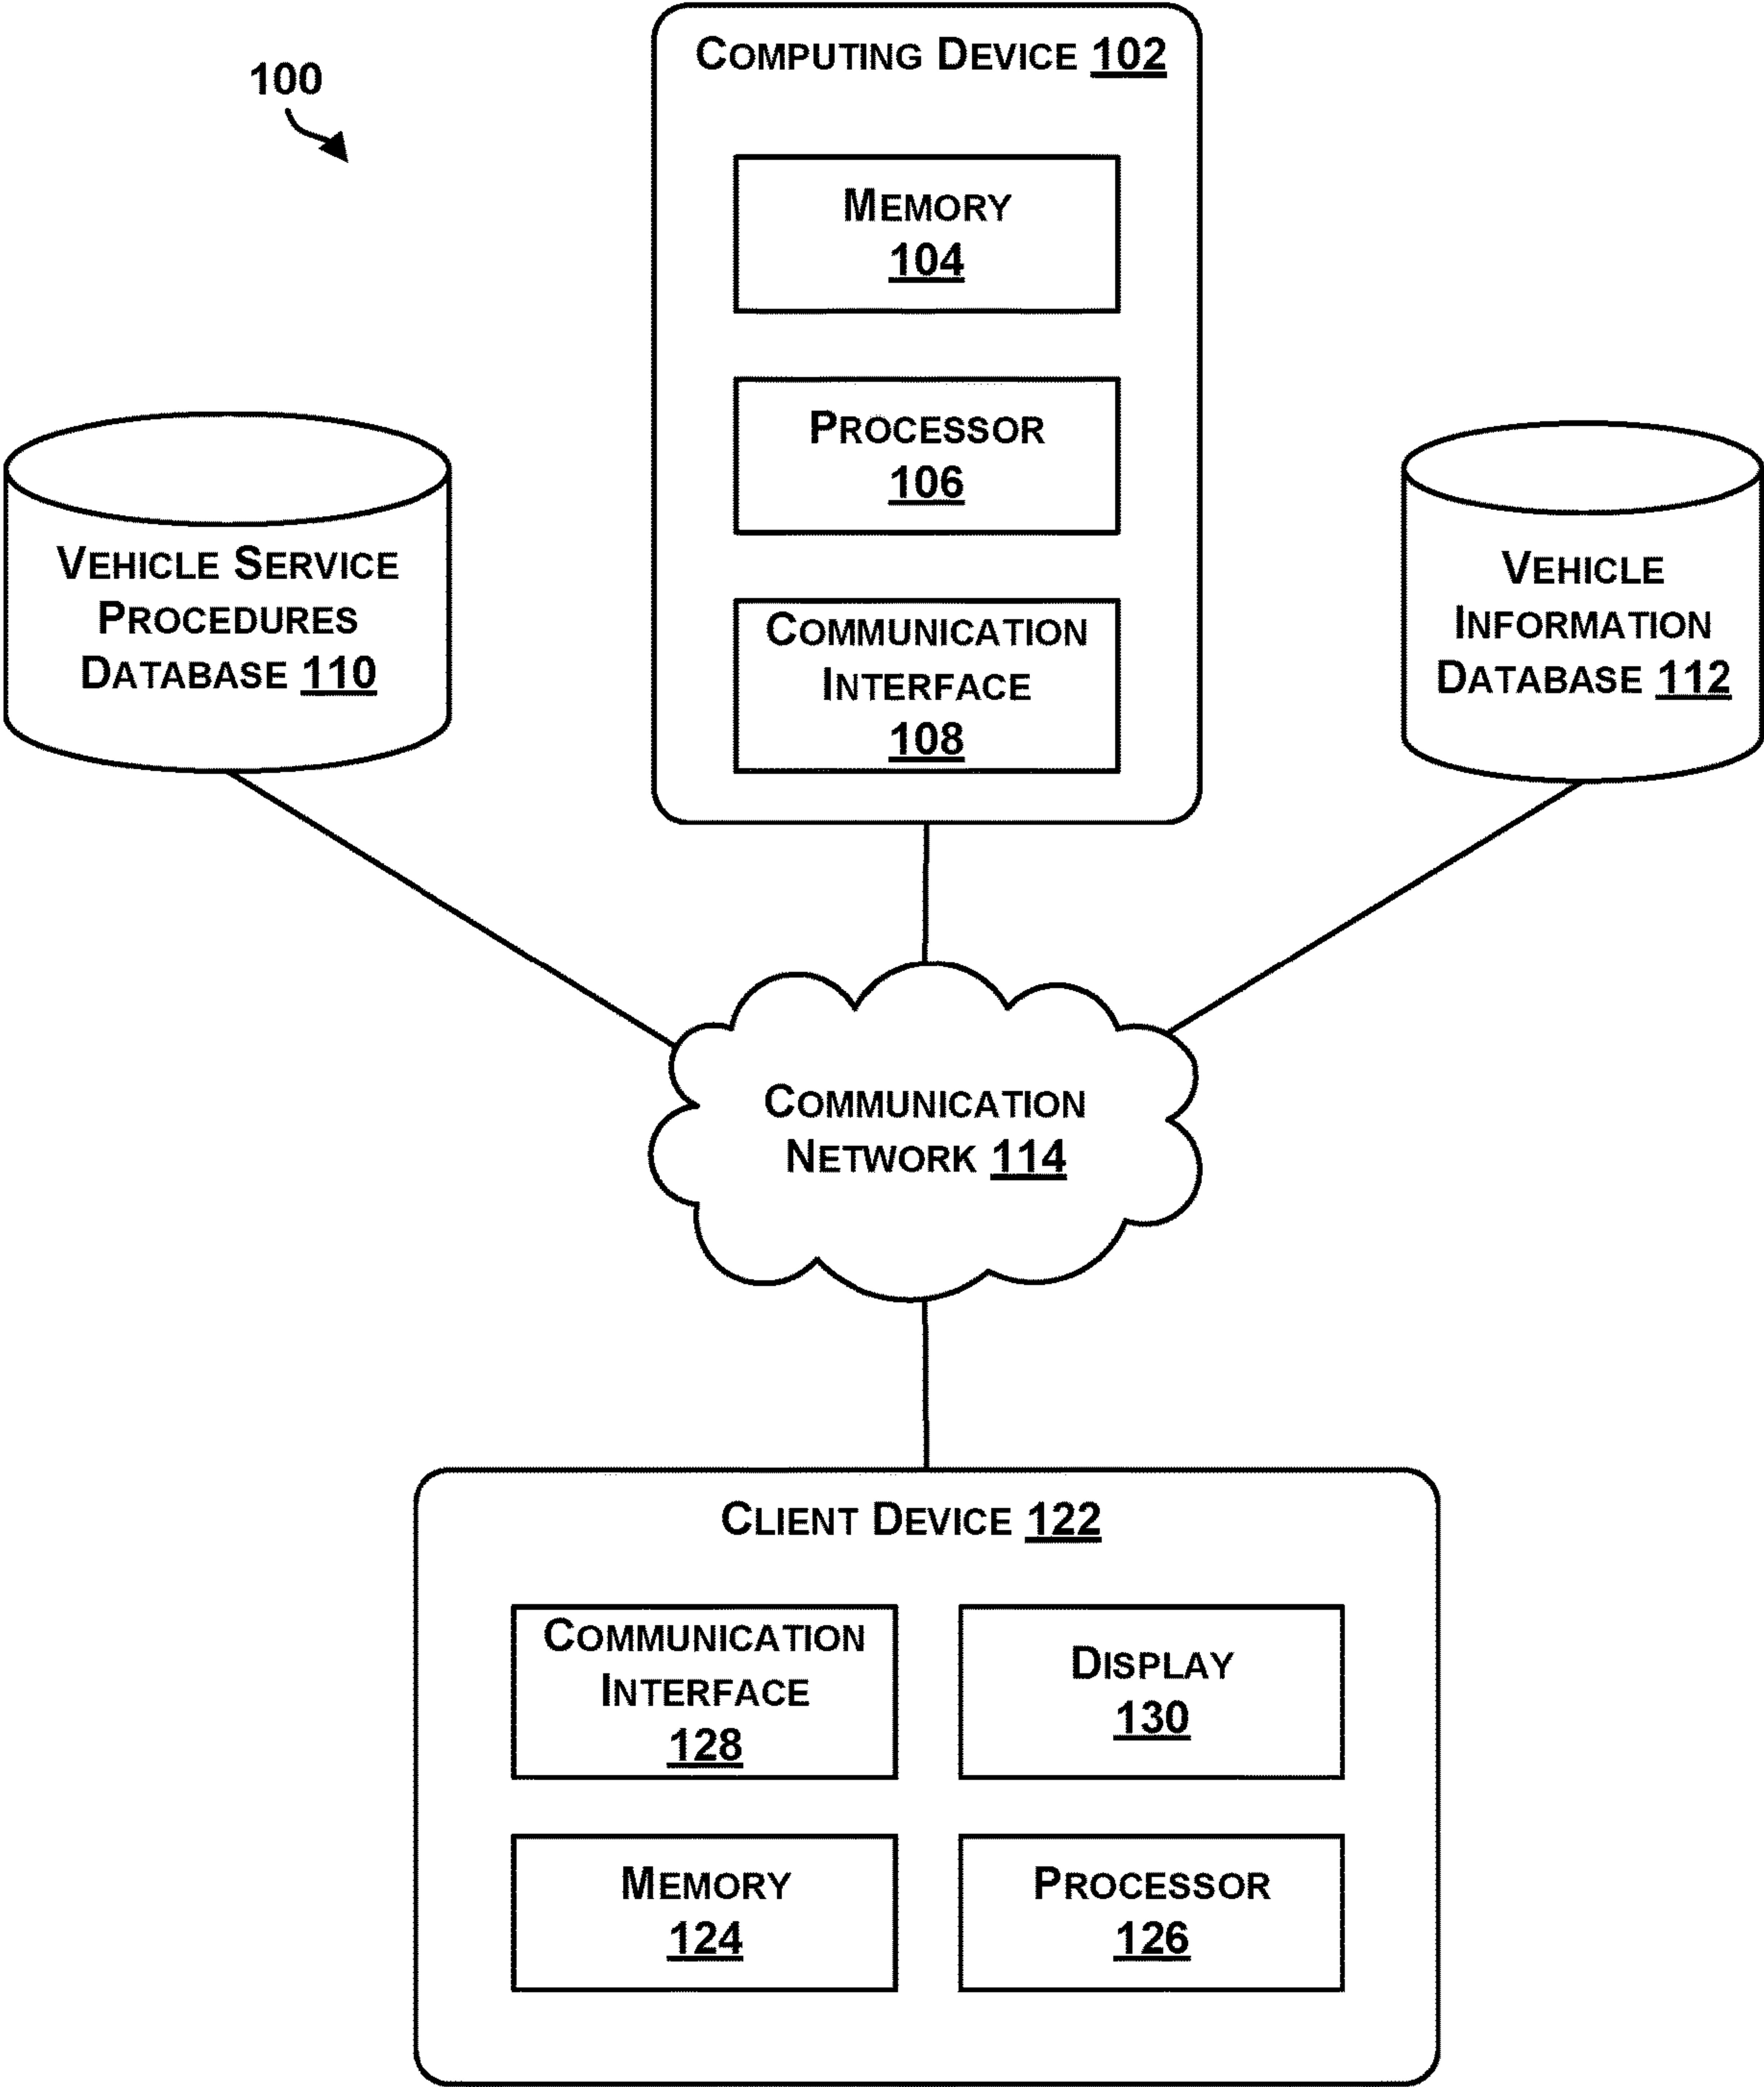 100
COMPUTING DEVICE 102
MEMORY
104
PROCESSOR
106
COMMUNICATION
INTERFACE
108
VEHICLE SERVICE
PROCEDURES
DATABASE 110
VEHICLE
INFORMATION
DATABASE 112
COMMUNICATION
NETWORK 114
CLIENT DEVICE 122
COMMUNICATION
INTERFACE
128
DISPLAY
130
MEMORY
124
PROCESSOR
126